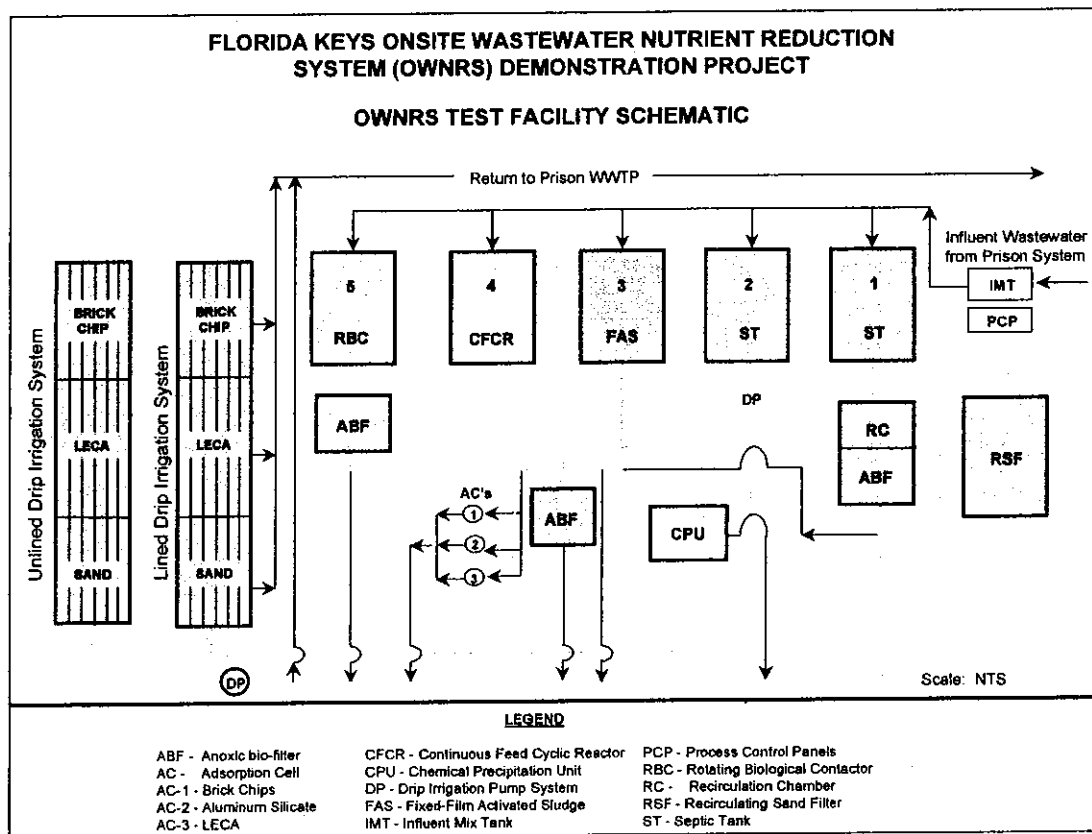 FLORIDA KEYS ONSITE WASTEWATER NUTRIENT REDUCTION
SYSTEM (OWNRS) DEMONSTRATION PROJECT
OWNRS TEST FACILITY SCHEMATIC
Return to Prison WWTP
Influent Wastewater
from Prison System
IMT
PCP
5
RBC
4
CFCR
3
FAS
2
ST
1
ST
Unlined Drip Irrigation System
BRICK
CHIP
LECA
SAND
Lined Drip Irrigation System
BRICK
CHIP
LECA
SAND
ABF
DP
RC
ABF
RSF
AC's
1
2
3
ABF
CPU
DP
Scale: NTS
LEGEND
ABF - Anoxic bio-filter
AC - Adsorption Cell
AC-1 - Brick Chips
AC-2 - Aluminum Silicate
AC-3 - LECA
CFCR - Continuous Feed Cyclic Reactor
CPU - Chemical Precipitation Unit
DP - Drip Irrigation Pump System
FAS - Fixed-Film Activated Sludge
IMT - Influent Mix Tank
PCP - Process Control Panels
RBC - Rotating Biological Contactor
RC - Recirculation Chamber
RSF - Recirculating Sand Filter
ST - Septic Tank